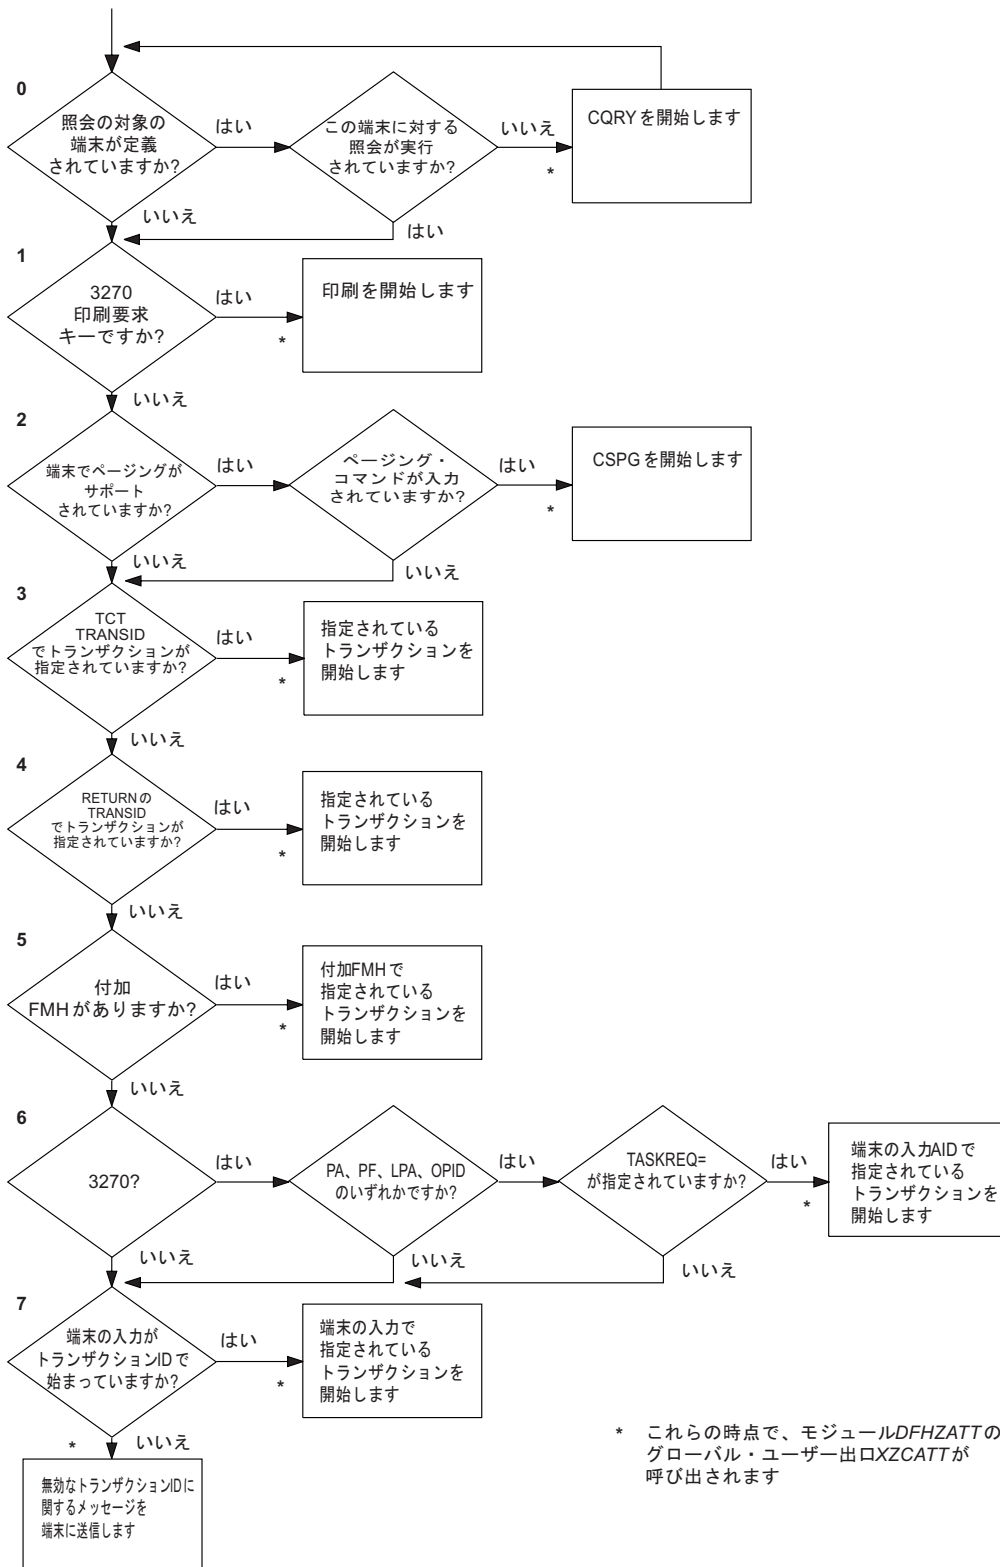 0
照会の対象の
端末が定義
されていますか?
はい
この端末に対する
照会が実行
されていますか?
いいえ
*
CQRYを開始します
いいえ
はい
1
3270
印刷要求
キーですか?
はい
*
印刷を開始します
いいえ
2
端末でページングが
サポート
されていますか?
はい
ページング・
コマンドが入力
されていますか?
はい
*
CSPGを開始します
いいえ
いいえ
3
TCT
TRANSID
でトランザクションが
指定されていますか?
はい
*
指定されている
トランザクションを
開始します
いいえ
4
RETURNの
TRANSID
でトランザクションが
指定されていますか?
はい
*
指定されている
トランザクションを
開始します
いいえ
5
付加
FMHがありますか?
はい
*
付加FMHで
指定されている
トランザクションを
開始します
いいえ
6
3270?
はい
PA、PF、LPA、OPID
のいずれかですか?
はい
TASKREQ=
が指定されていますか?
はい
*
端末の入力AIDで
指定されている
トランザクションを
開始します
いいえ
いいえ
いいえ
7
端末の入力が
トランザクションIDで
始まっていますか?
はい
*
端末の入力で
指定されている
トランザクションを
開始します
* いいえ
無効なトランザクションIDに
関するメッセージを
端末に送信します
* これらの時点で、モジュールDFHZATTの
グローバル・ユーザー出口XZCATTが
呼び出されます